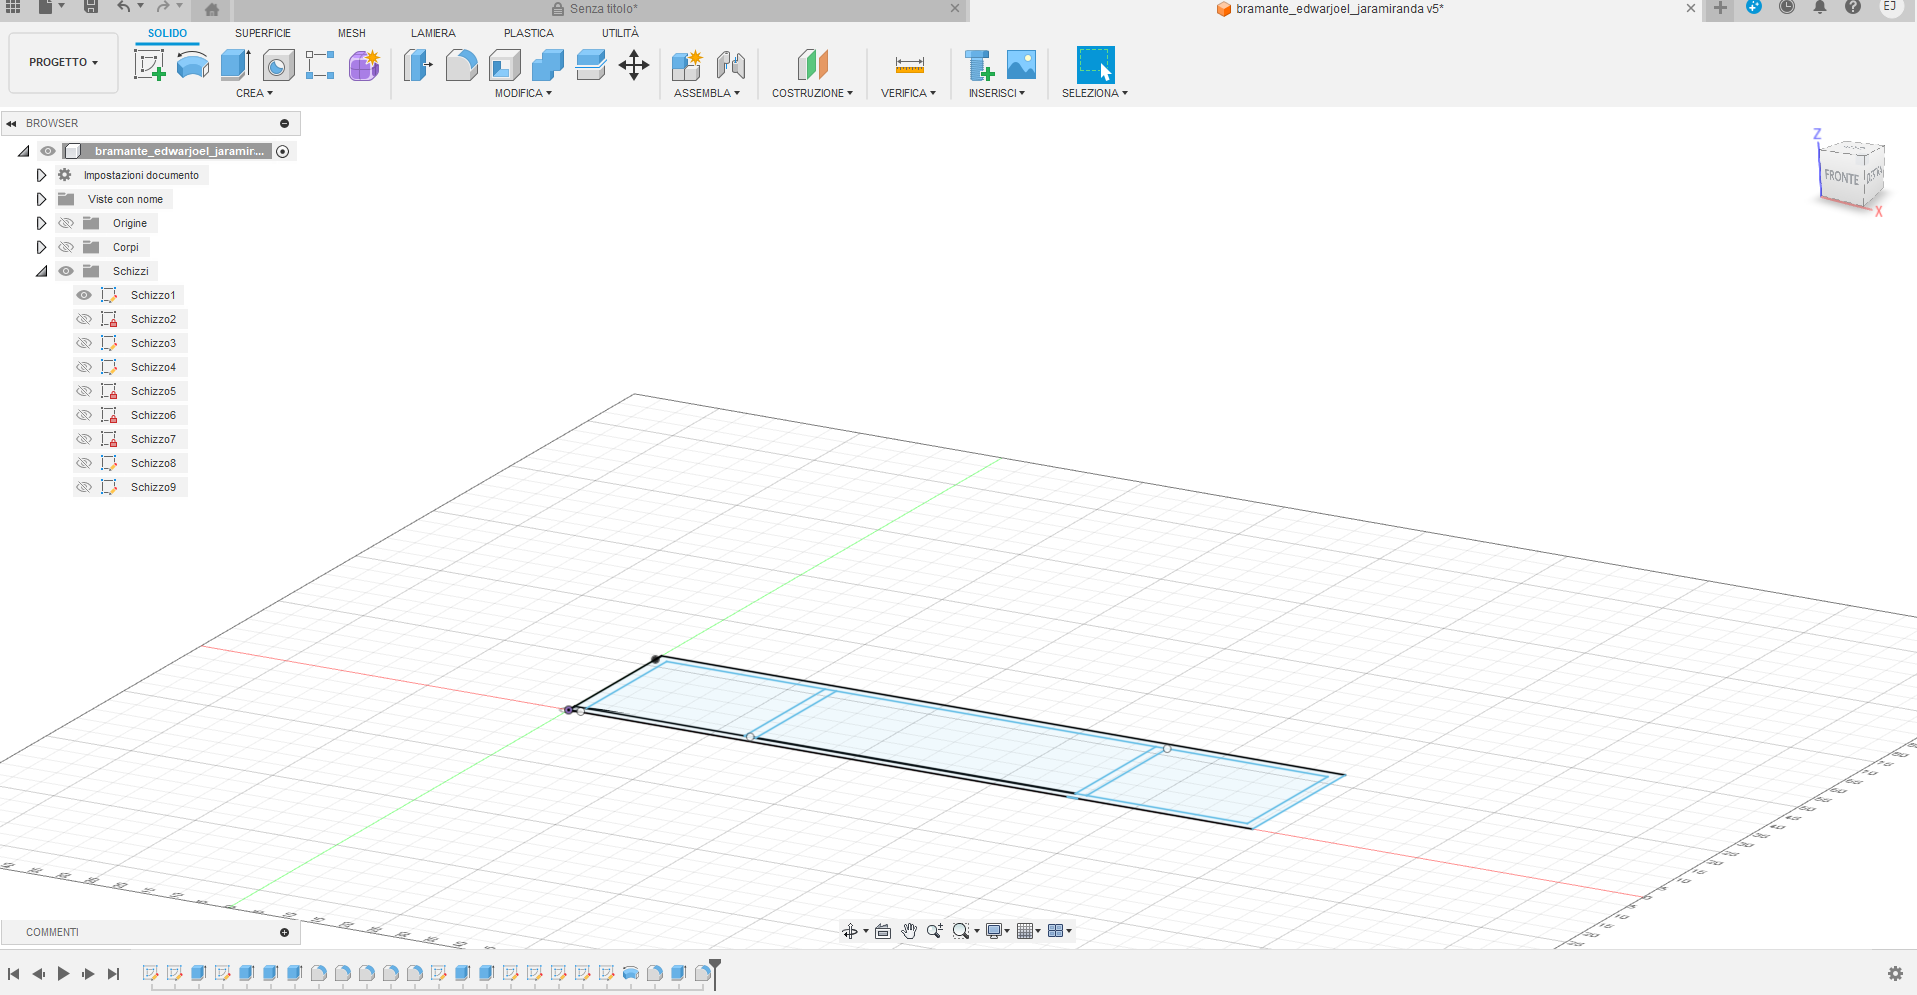 Senza titolo*
bramante_edwarjoel_jaramiranda v5*
EJ
PROGETTO
SOLIDO
SUPERFICIE
MESH
LAMIERA
PLASTICA
UTILITÀ
CREA
MODIFICA
ASSEMBLA
COSTRUZIONE
VERIFICA
INSERISCI
SELEZIONA
BROWSER
bramante_edwarjoel_jaramir...
Impostazioni documento
Viste con nome
Origine
Corpi
Schizzi
Schizzo1
Schizzo2
Schizzo3
Schizzo4
Schizzo5
Schizzo6
Schizzo7
Schizzo8
Schizzo9
Z
FRONTE
X
COMMENTI